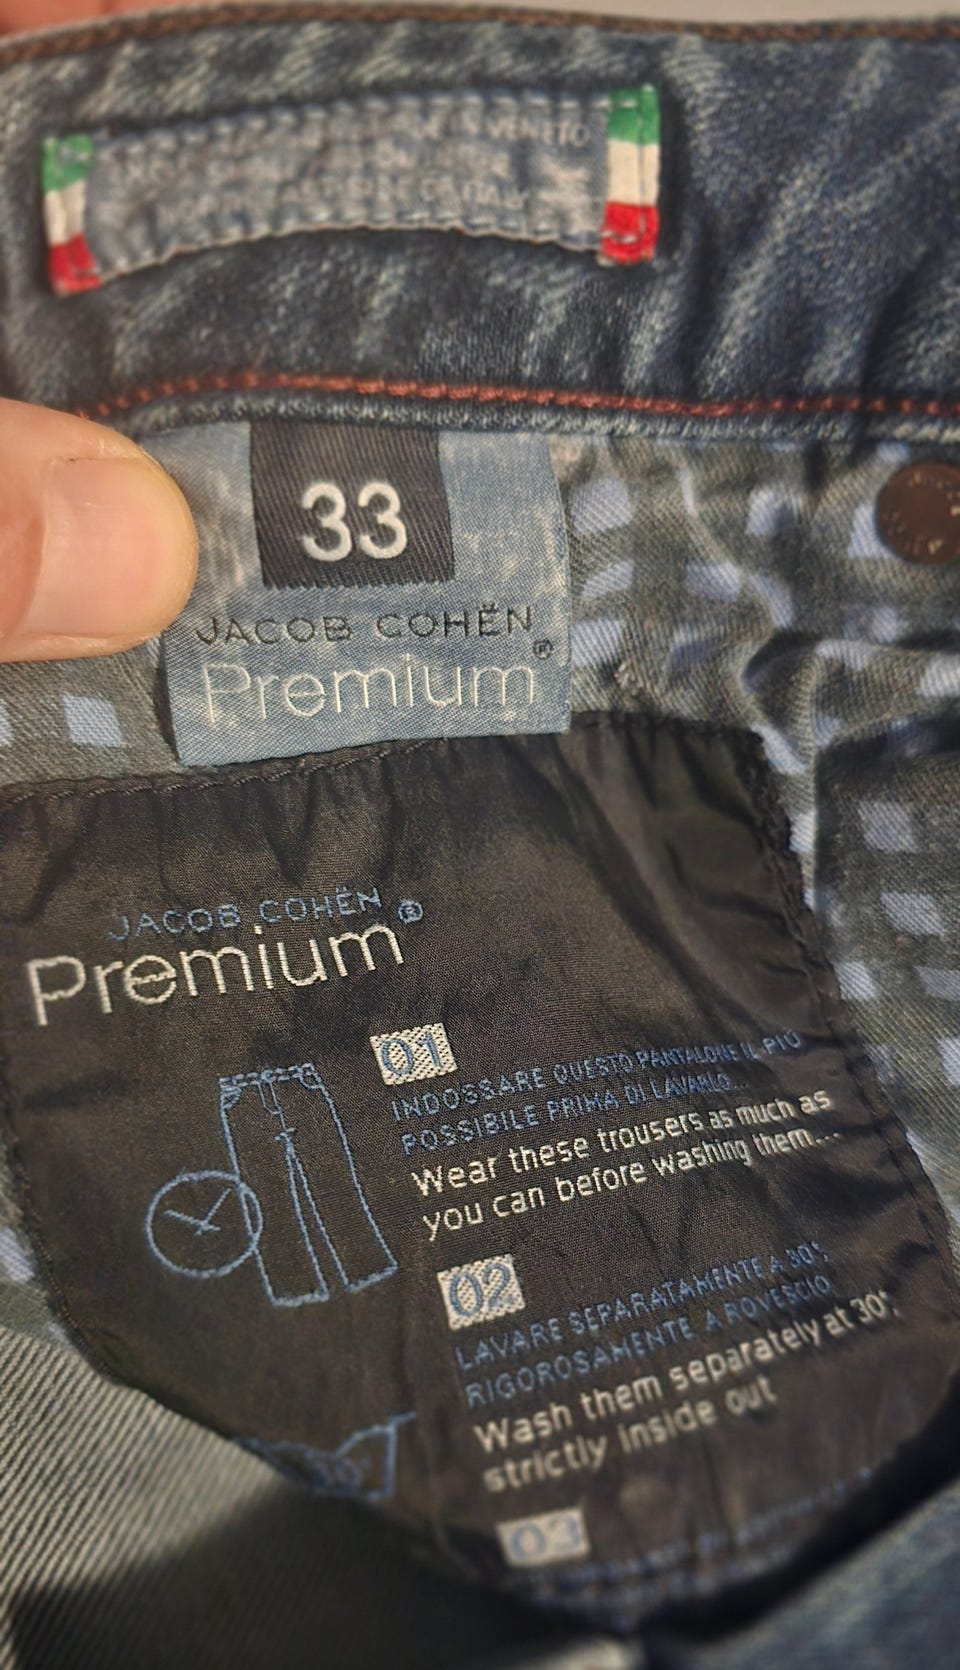 VENETO
33
JACOB COHËN
Premium®
JACOB COHËN ®
Premium
01
INDOSSARE QUESTO PANTALONE IL PIÙ
POSSIBILE PRIMA DI LAVARLO...
Wear these trousers as much as
you can before washing them...
02
LAVARE SEPARATAMENTE A 30°,
RIGOROSAMENTE A ROVESCIO
Wash them separately at 30°,
strictly inside out
30°
03